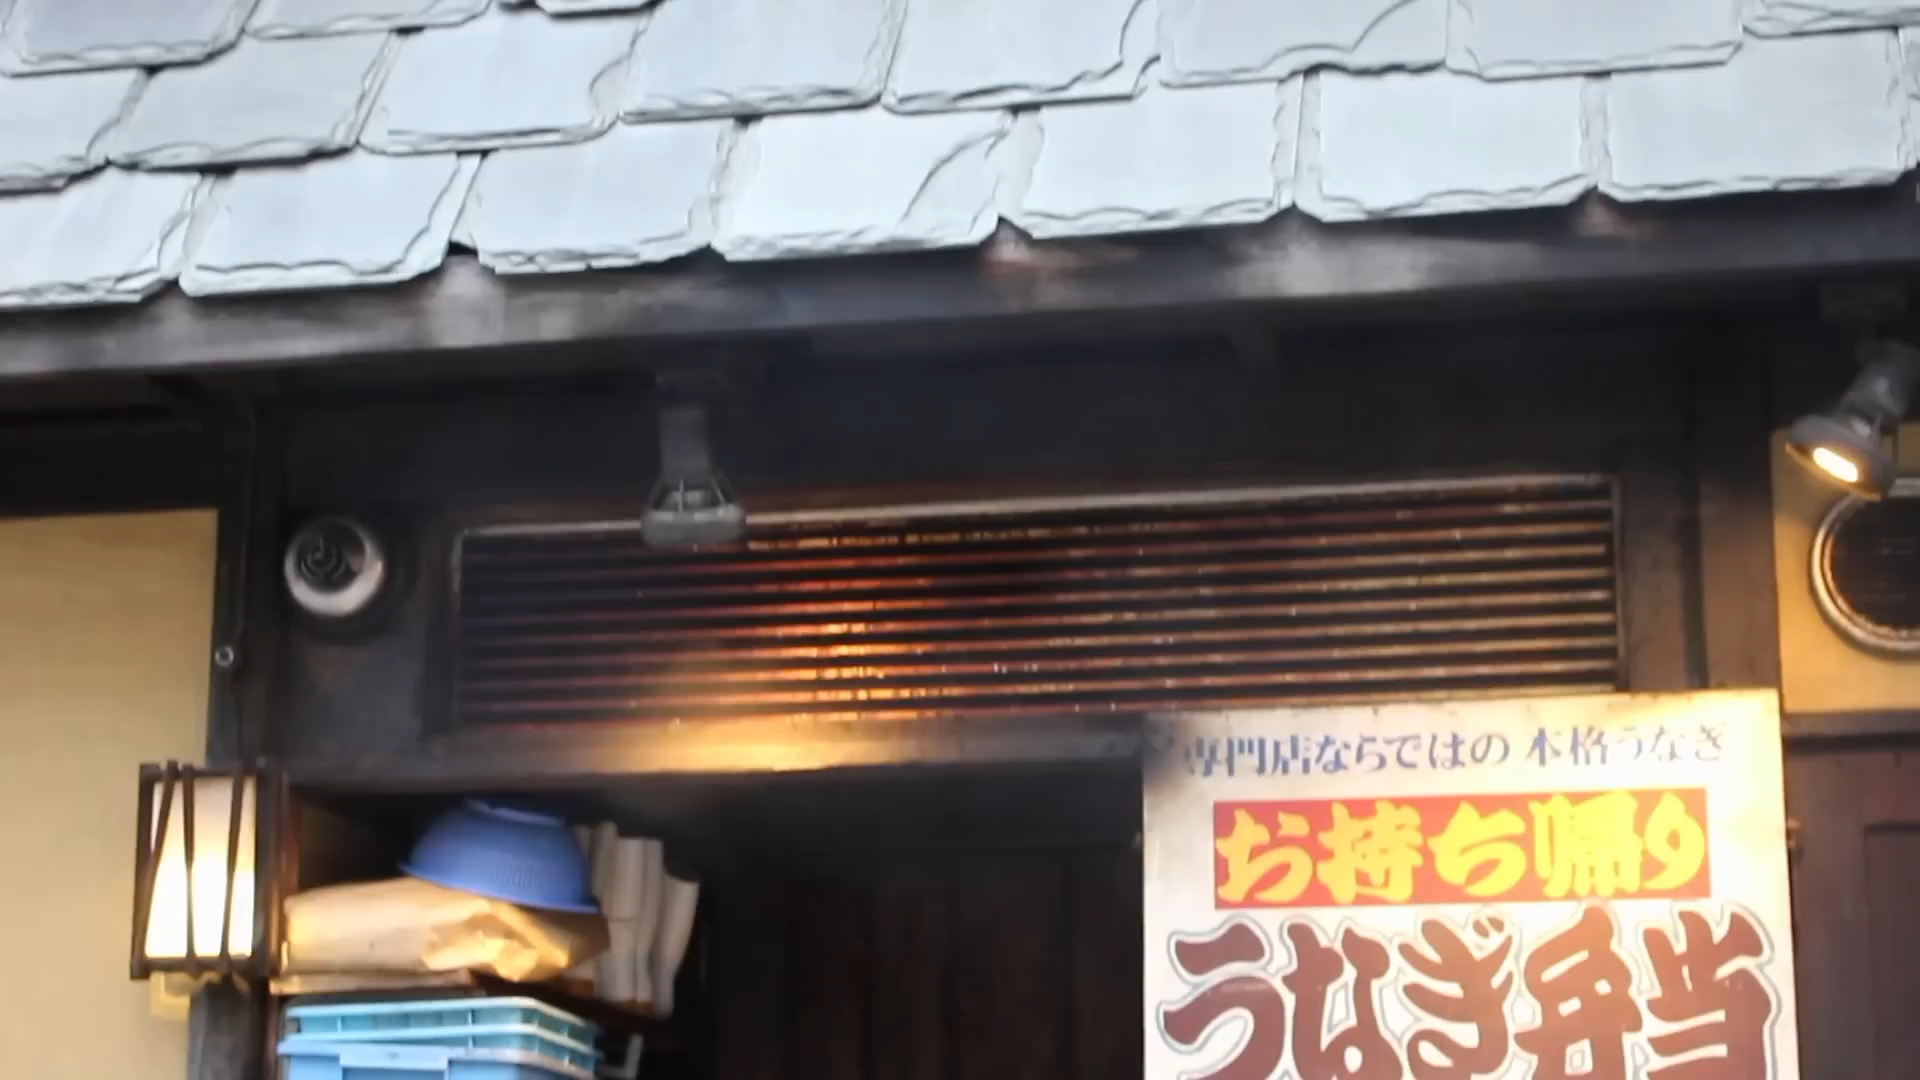 専門店ならではの 本格うなぎ
お持ち帰り
うなぎ弁当